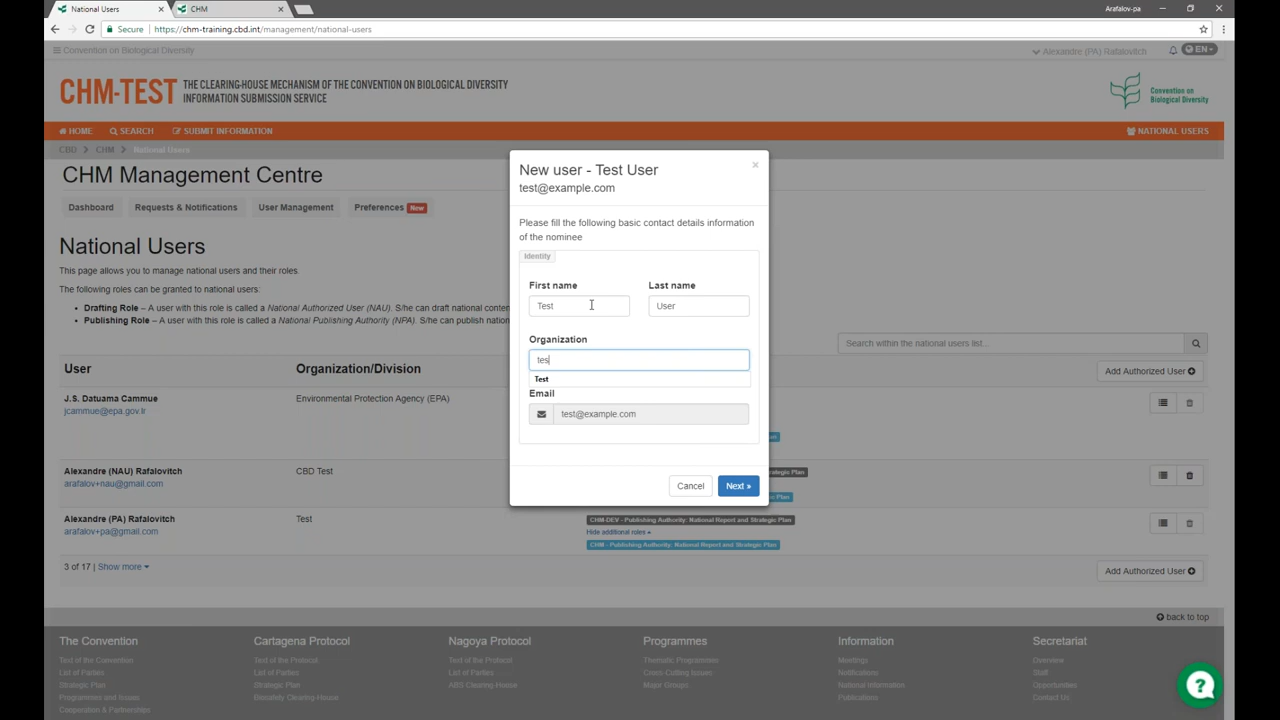 National Users
CHM
Arafalov-pa
Secure
https://chm-training.cbd.int/management/national-users
Convention on Biological Diversity
Alexandre (PA) Rafalovitch
EN
CHM-TEST
THE CLEARING-HOUSE MECHANISM OF THE CONVENTION ON BIOLOGICAL DIVERSITY
INFORMATION SUBMISSION SERVICE
Convention on
Biological Diversity
HOME
SEARCH
SUBMIT INFORMATION
NATIONAL USERS
CBD
CHM
National Users
CHM Management Centre
Dashboard
Requests & Notifications
User Management
Preferences New
National Users
This page allows you to manage national users and their roles.
The following roles can be granted to national users.
Drafting Role – A user with this role is called a National Authorized User (NAU). S/he can draft national conten
Publishing Role – A user with this role is called a National Publishing Authority (NPA). S/he can publish nation
Search within the national users list...
User
Organization/Division
Add Authorized User
J.S. Datuama Cammue
jcammue@epa.gov.lr
Environmental Protection Agency (EPA)
Alexandre (NAU) Rafalovitch
arafalov+nau@gmail.com
CBD Test
rategic Plan
c Plan
Alexandre (PA) Rafalovitch
arafalov+pa@gmail.com
Test
CHM-DEV - Publishing Authority: National Report and Strategic Plan
Hide additional roles
CHM - Publishing Authority: National Report and Strategic Plan
3 of 17 | Show more
Add Authorized User
New user - Test User
test@example.com
×
Please fill the following basic contact details information
of the nominee
Identity
First name
Last name
Test
User
Organization
tes
Test
Email
test@example.com
Cancel
Next »
back to top
The Convention
Text of the Convention
List of Parties
Strategic Plan
Programmes and Issues
Cooperation & Partnerships
Cartagena Protocol
Text of the Protocol
List of Parties
Strategic Plan
Biosafety Clearing-House
Nagoya Protocol
Text of the Protocol
List of Parties
ABS Clearing-House
Programmes
Thematic Programmes
Cross-Cutting Issues
Major Groups
Information
Meetings
Notifications
National Information
Publications
Secretariat
Overview
Staff
Opportunities
Contact Us